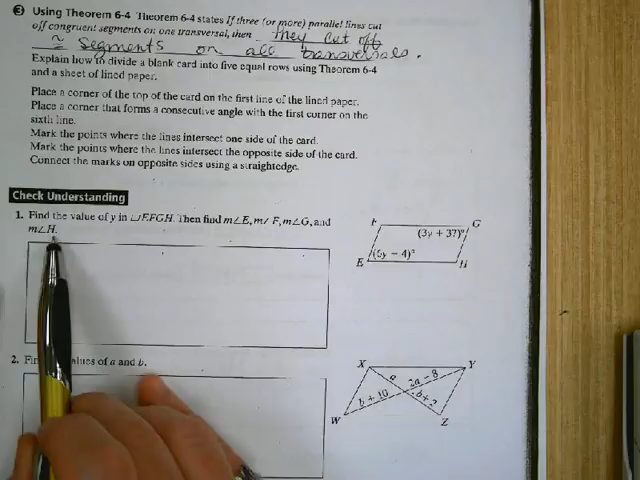 3 Using Theorem 6-4 Theorem 6-4 states If three (or more) parallel lines cut
off congruent segments on one transversal, then they cut off
≅ segments on all transversals.
Explain how to divide a blank card into five equal rows using Theorem 6-4
and a sheet of lined paper.
Place a corner of the top of the card on the first line of the lined paper.
Place a corner that forms a consecutive angle with the first corner on the
sixth line.
Mark the points where the lines intersect one side of the card.
Mark the points where the lines intersect the opposite side of the card.
Connect the marks on opposite sides using a straightedge.
Check Understanding
1. Find the value of y in ▱EFGH. Then find m∠E, m∠F, m∠G, and
m∠H.
F G
(3y + 37)°
E (6y − 4)° H
2. Fin values of a and b.
X Y
a 2a − 8
b + 10 b + 2
W Z